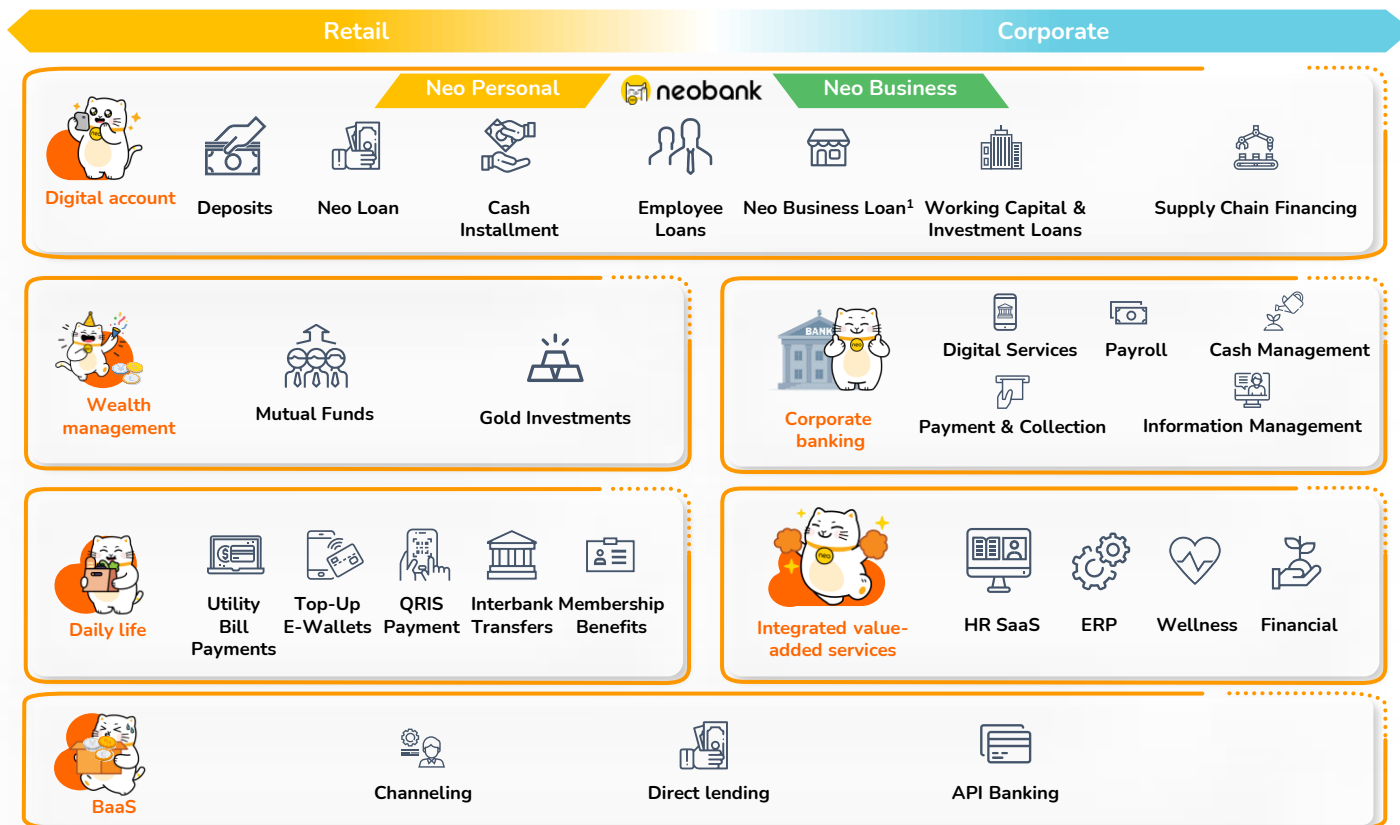 Retail
Corporate
Neo Personal
neobank
Neo Business
neo
Digital account
Deposits
Neo Loan
Cash
Installment
Employee
Loans
Neo Business Loan¹
Working Capital &
Investment Loans
Supply Chain Financing
Wealth
management
Mutual Funds
Gold Investments
BANK
neo
Corporate
banking
Digital Services
Payroll
Cash Management
Payment & Collection
Information Management
Daily life
Utility
Bill
Payments
Top-Up
E-Wallets
QRIS
Payment
Interbank
Transfers
Membership
Benefits
neo
Integrated value-
added services
HR SaaS
ERP
Wellness
Financial
BaaS
Channeling
Direct lending
API Banking